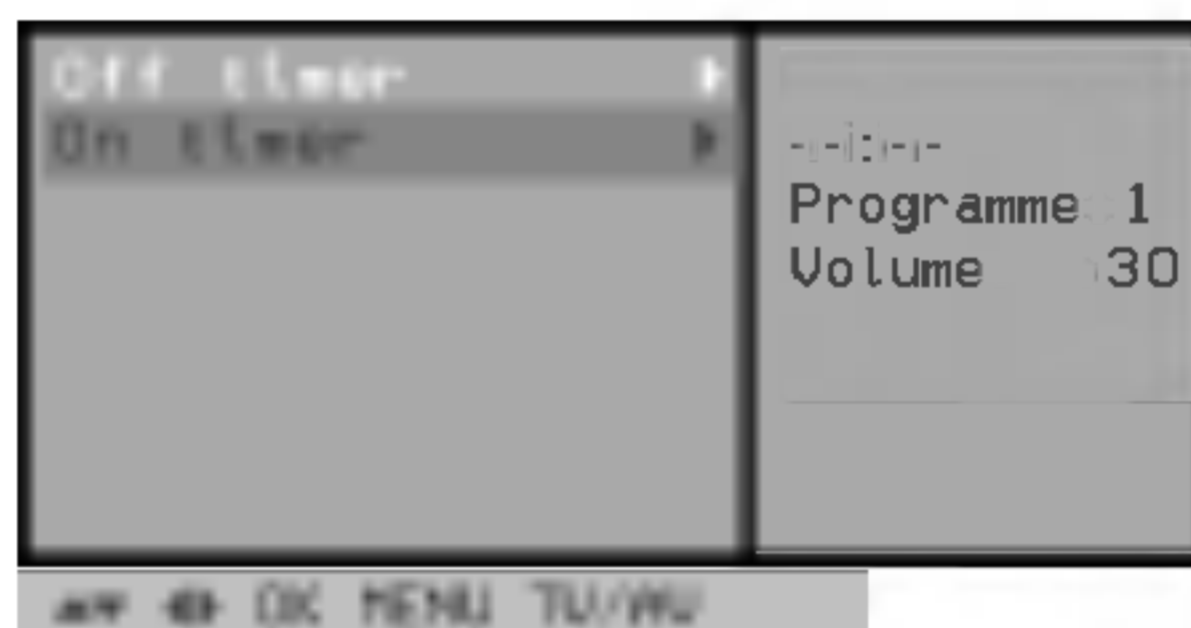 Off timer
On timer
--:--
Programme 1
Volume 30
OK MENU TV/AV